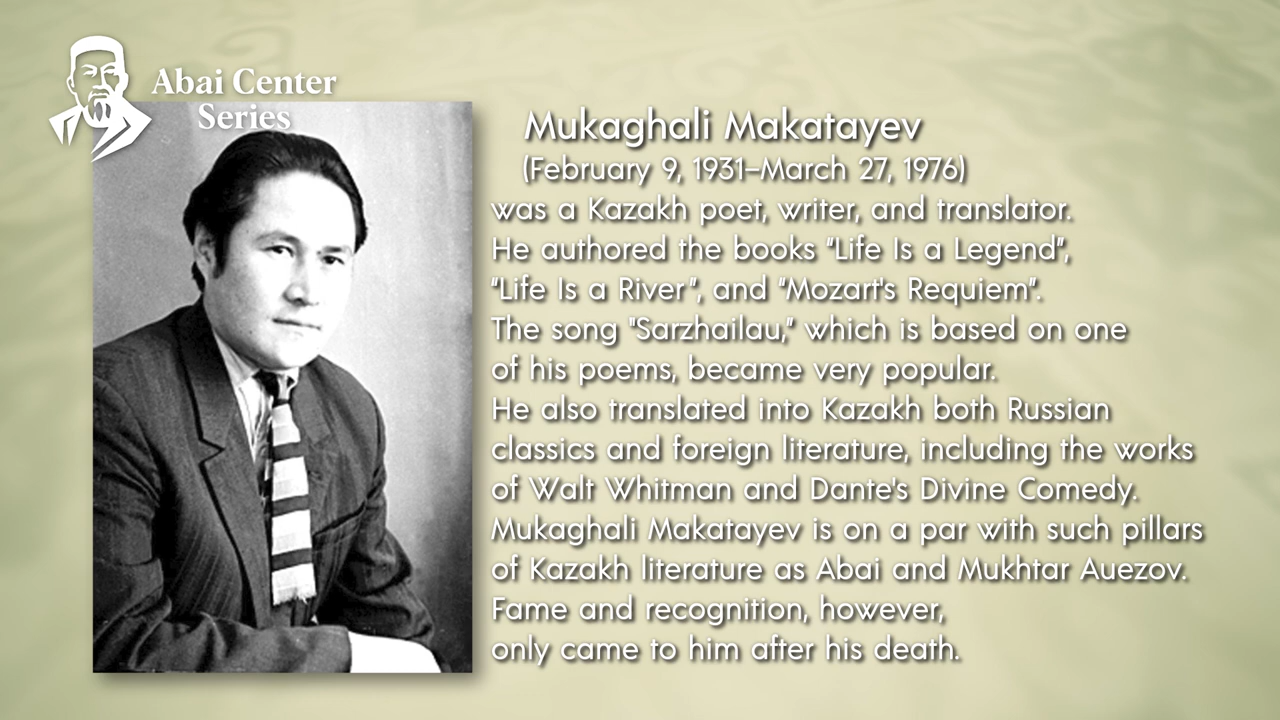 Abai Center
Series
Mukaghali Makatayev
(February 9, 1931–March 27, 1976)
was a Kazakh poet, writer, and translator.
He authored the books “Life Is a Legend”,
“Life Is a River”, and “Mozart's Requiem”.
The song "Sarzhailau,” which is based on one
of his poems, became very popular.
He also translated into Kazakh both Russian
classics and foreign literature, including the works
of Walt Whitman and Dante's Divine Comedy.
Mukaghali Makatayev is on a par with such pillars
of Kazakh literature as Abai and Mukhtar Auezov.
Fame and recognition, however,
only came to him after his death.